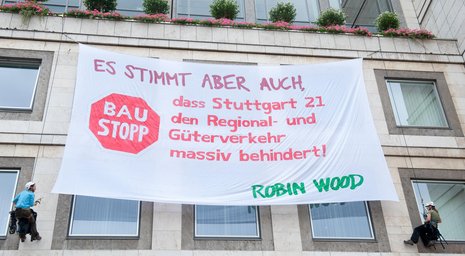 ES STIMMT ABER AUCH,
BAU
STOPP
dass Stuttgart 21
den Regional- und
Güterverkehr
massiv behindert!
ROBIN WOOD